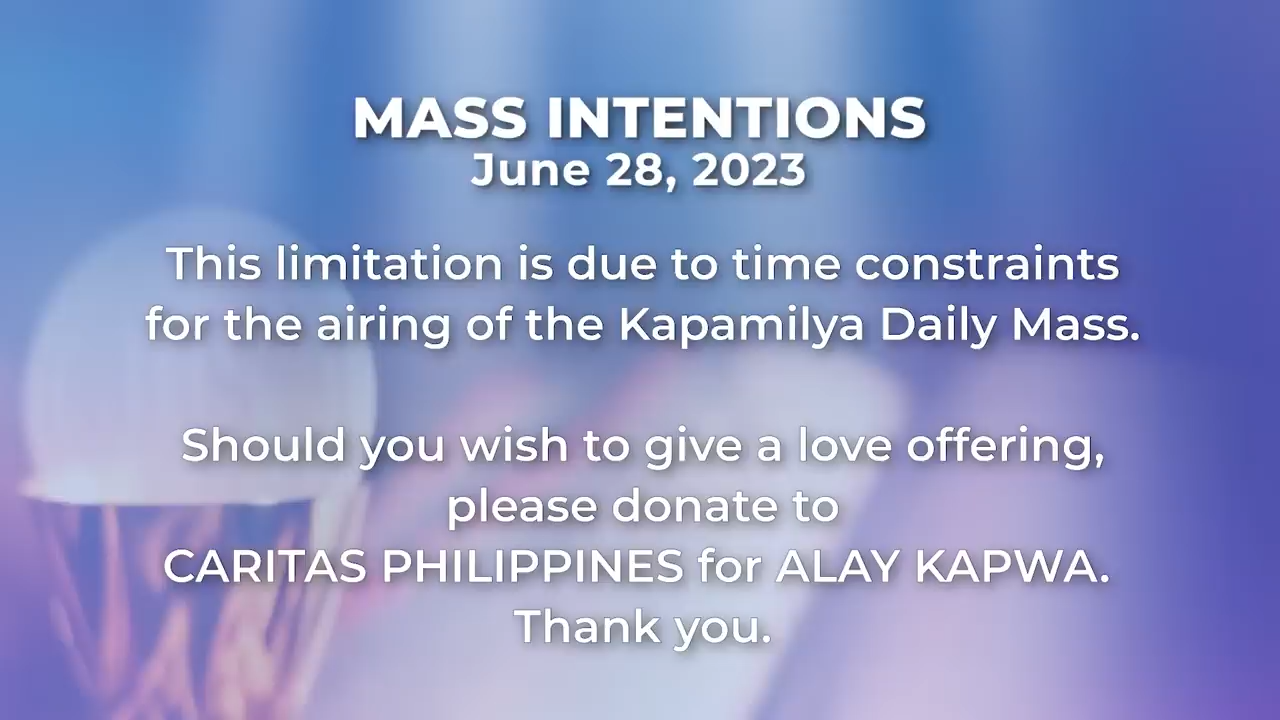 MASS INTENTIONS
June 28, 2023
This limitation is due to time constraints
for the airing of the Kapamilya Daily Mass.
Should you wish to give a love offering,
please donate to
CARITAS PHILIPPINES for ALAY KAPWA.
Thank you.